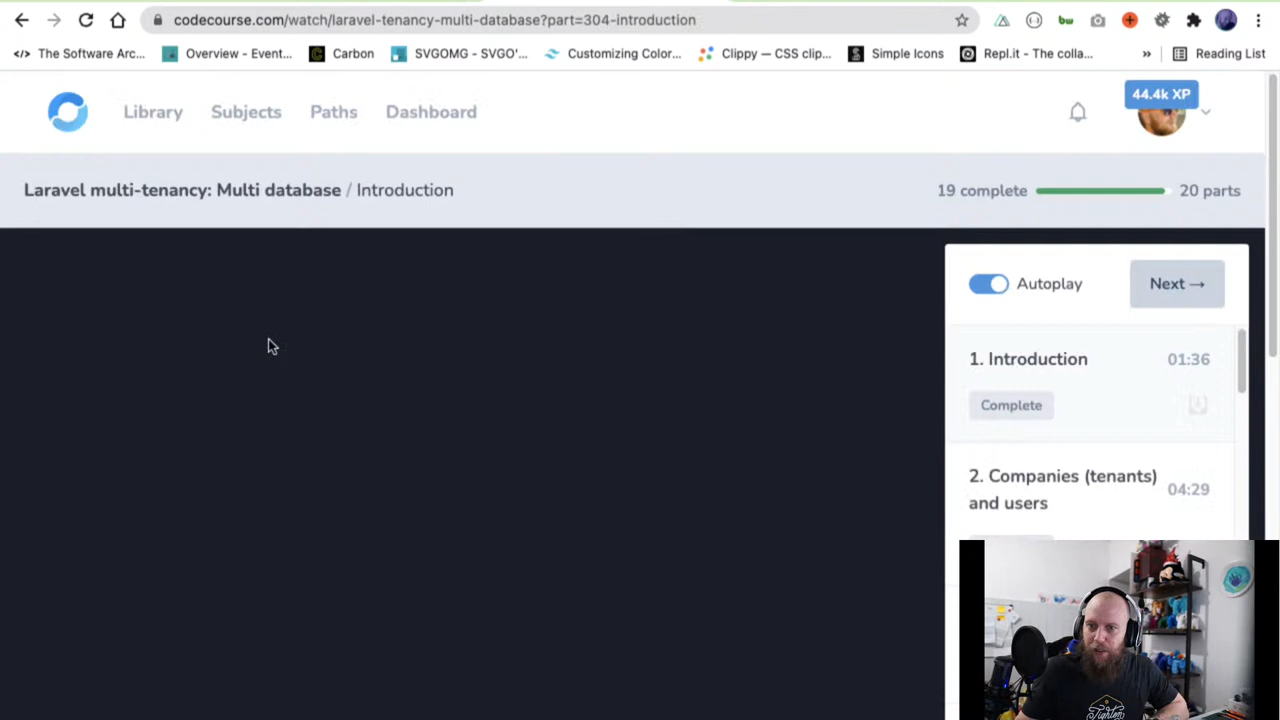 codecourse.com/watch/laravel-tenancy-multi-database?part=304-introduction
bw
</> The Software Arc... Overview - Event... Carbon SVGOMG - SVGO'... Customizing Color... Clippy — CSS clip... Simple Icons Repl.it - The colla... » Reading List
Library Subjects Paths Dashboard
44.4k XP
Laravel multi-tenancy: Multi database / Introduction
19 complete 20 parts
Autoplay
Next →
1. Introduction 01:36
Complete
2. Companies (tenants) and users 04:29
Tighten